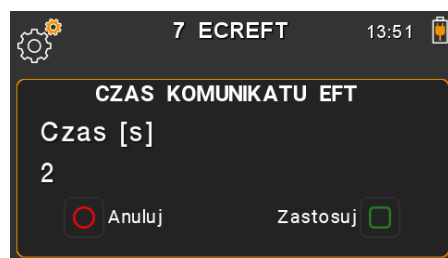 7 ECREFT 13:51
CZAS KOMUNIKATU EFT
Czas [s]
2
Anuluj Zastosuj